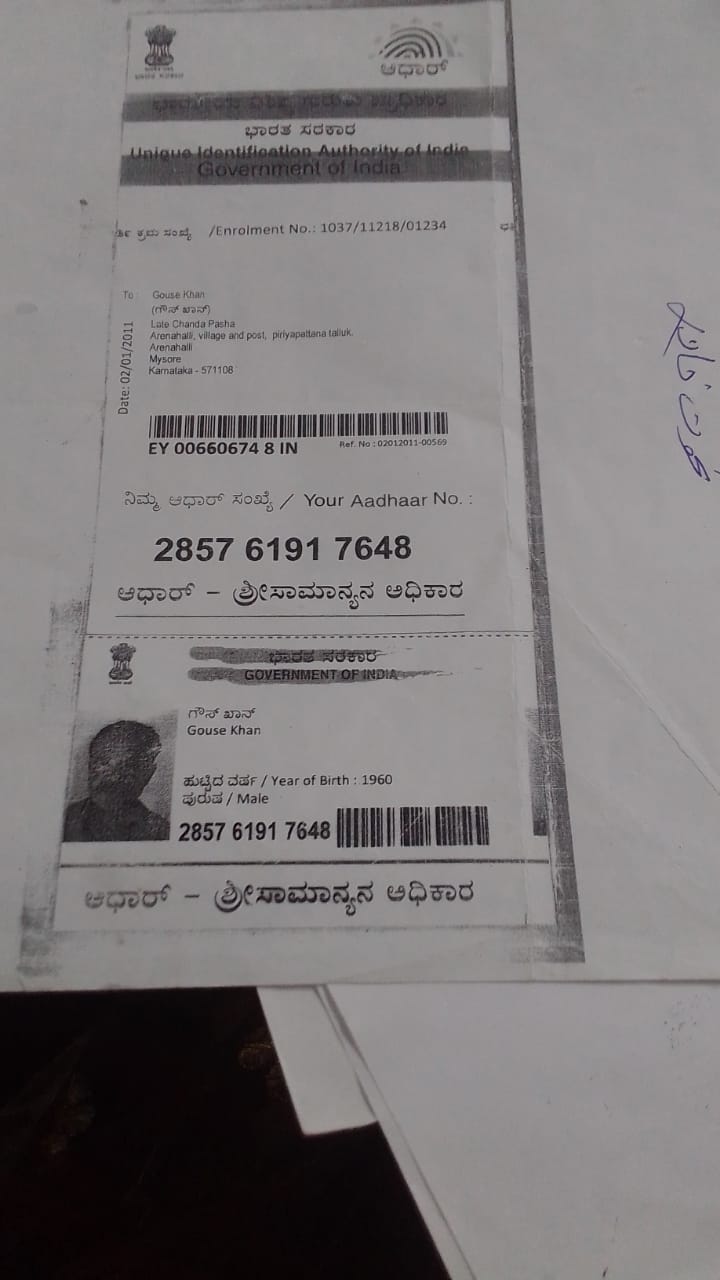 ಆಧಾರ್
ಭಾರತ ಸರಕಾರ
Unique Identification Authority of India
Government of India
ಕ್ರಮ ಸಂಖ್ಯೆ /Enrolment No.: 1037/11218/01234
To
Gouse Khan
(ಗೌಸ್ ಖಾನ್)
Late Chanda Pasha
Arenahalli, village and post, piriyapattana talluk.
Arenahalli
Mysore
Karnataka - 571108
Date: 02/01/2011
EY 00660674 8 IN
Ref. No : 02012011-00569
ನಿಮ್ಮ ಆಧಾರ್ ಸಂಖ್ಯೆ / Your Aadhaar No. :
2857 6191 7648
ಆಧಾರ್ – ಶ್ರೀಸಾಮಾನ್ಯನ ಅಧಿಕಾರ
ಭಾರತ ಸರಕಾರ
GOVERNMENT OF INDIA
ಗೌಸ್ ಖಾನ್
Gouse Khan
ಹುಟ್ಟಿದ ವರ್ಷ / Year of Birth : 1960
ಪುರುಷ / Male
2857 6191 7648
ಆಧಾರ್ – ಶ್ರೀಸಾಮಾನ್ಯನ ಅಧಿಕಾರ